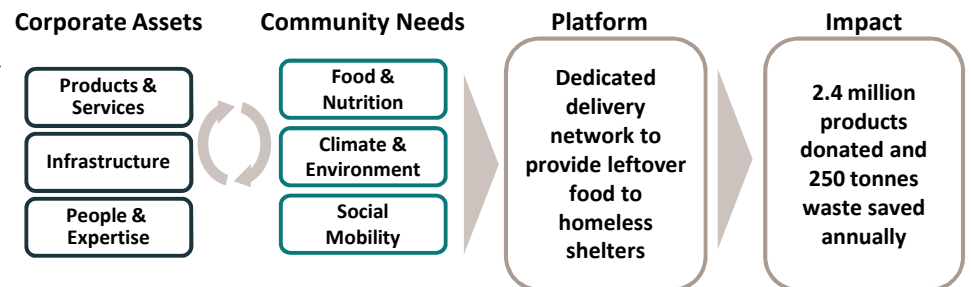 Corporate Assets
Products &
Services
Infrastructure
People &
Expertise
Community Needs
Food &
Nutrition
Climate &
Environment
Social
Mobility
Platform
Dedicated
delivery
network to
provide leftover
food to
homeless
shelters
Impact
2.4 million
products
donated and
250 tonnes
waste saved
annually